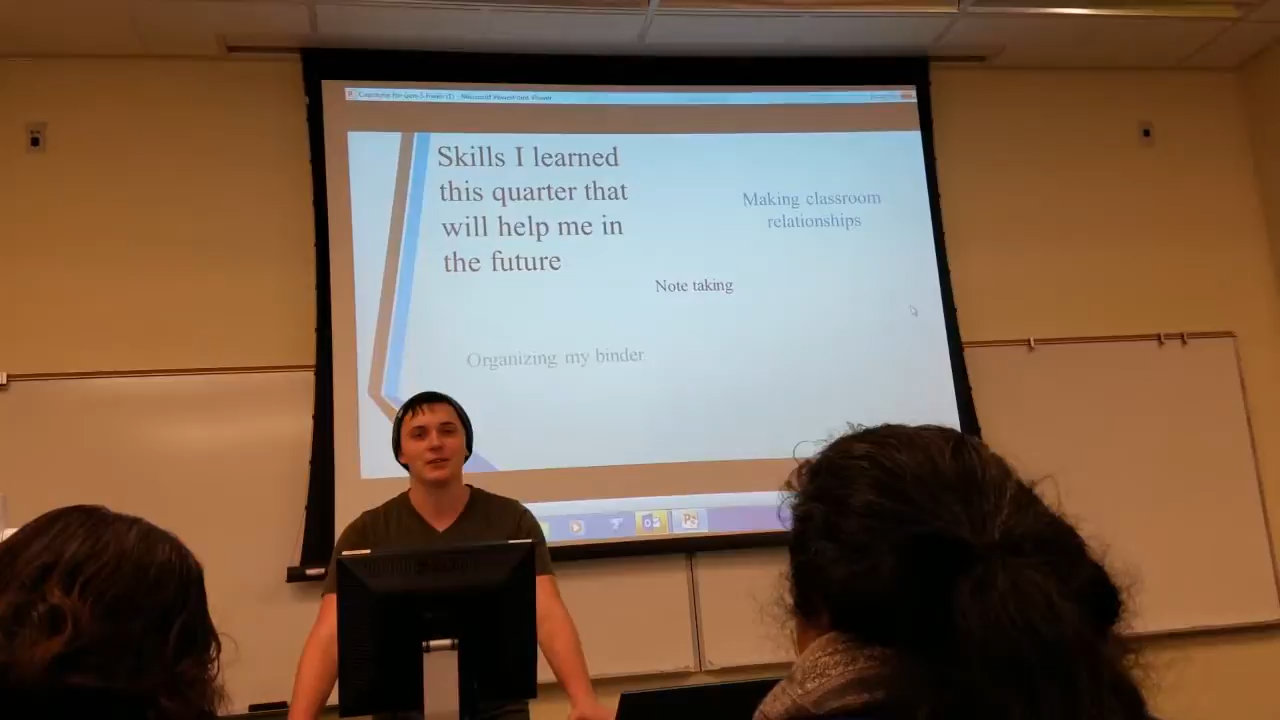 Skills I learned
this quarter that
will help me in
the future
Making classroom
relationships
Note taking
Organizing my binder